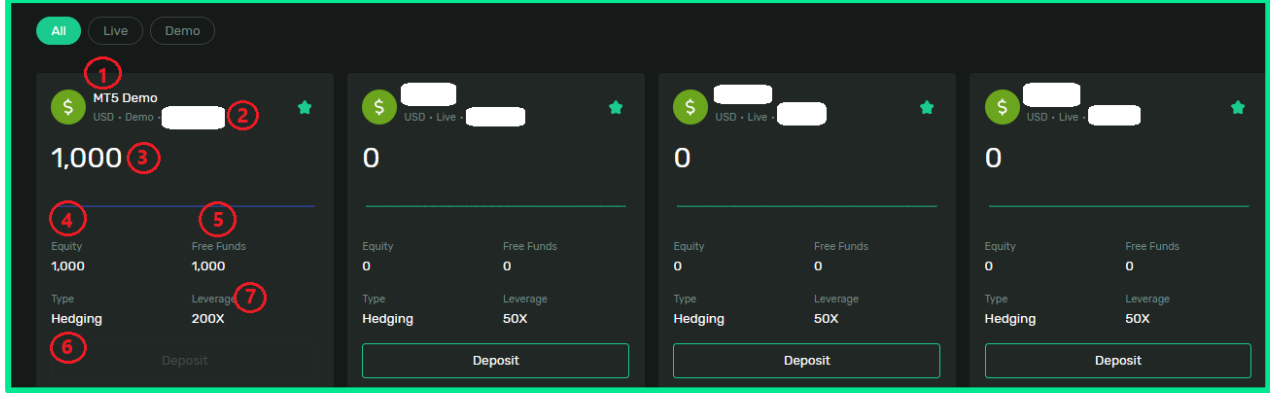 All Live Demo
1
MT5 Demo
USD • Demo • 2
$
1,000 3
4 5
Equity Free Funds
1,000 1,000
Type Leverage 7
Hedging 200X
6
Deposit
$
USD • Live •
0
Equity Free Funds
0 0
Type Leverage
Hedging 50X
Deposit
$
USD • Live •
0
Equity Free Funds
0 0
Type Leverage
Hedging 50X
Deposit
$
USD • Live •
0
Equity Free Funds
0 0
Type Leverage
Hedging 50X
Deposit